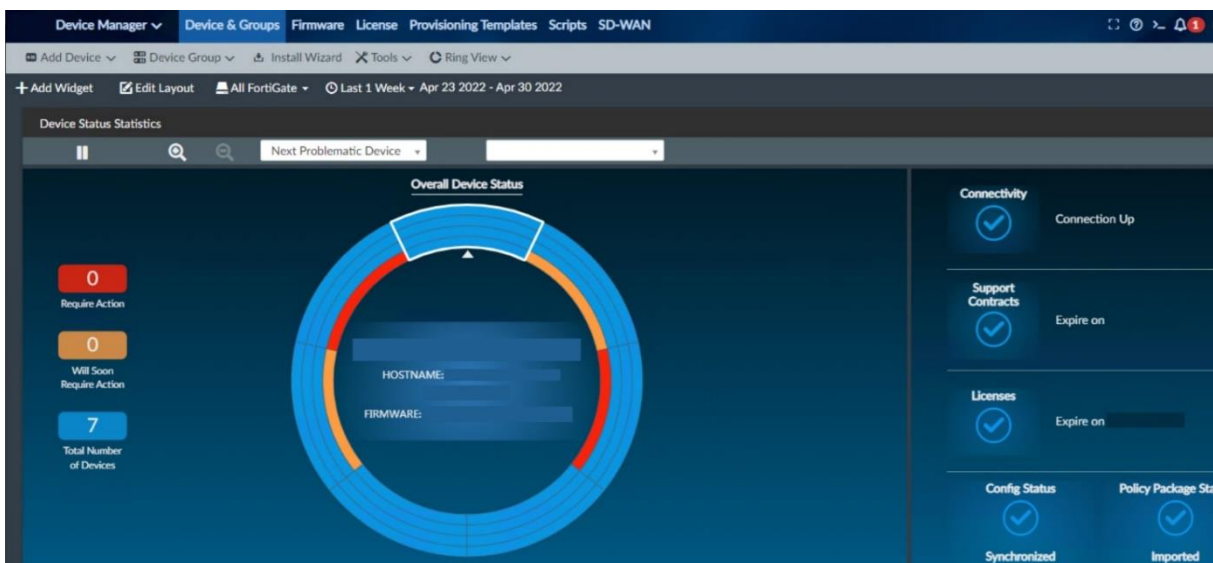 Device Manager Device & Groups Firmware License Provisioning Templates Scripts SD-WAN 1
Add Device Device Group Install Wizard Tools Ring View
Add Widget Edit Layout All FortiGate Last 1 Week Apr 23 2022 - Apr 30 2022
Device Status Statistics
Next Problematic Device
Overall Device Status
0
Require Action
0
Will Soon
Require Action
7
Total Number
of Devices
HOSTNAME:
FIRMWARE:
Connectivity
Connection Up
Support
Contracts
Expire on
Licenses
Expire on
Config Status
Synchronized
Policy Package Sta
Imported